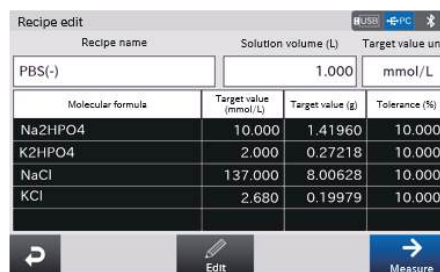 Recipe edit USB PC
Recipe name Solution volume (L) Target value un
PBS(-) 1.000 mmol/L
Molecular formula Target value (mmol/L) Target value (g) Tolerance (%)
Na2HPO4 10.000 1.41960 10.000
K2HPO4 2.000 0.27218 10.000
NaCl 137.000 8.00628 10.000
KCl 2.680 0.19979 10.000
Edit Measure